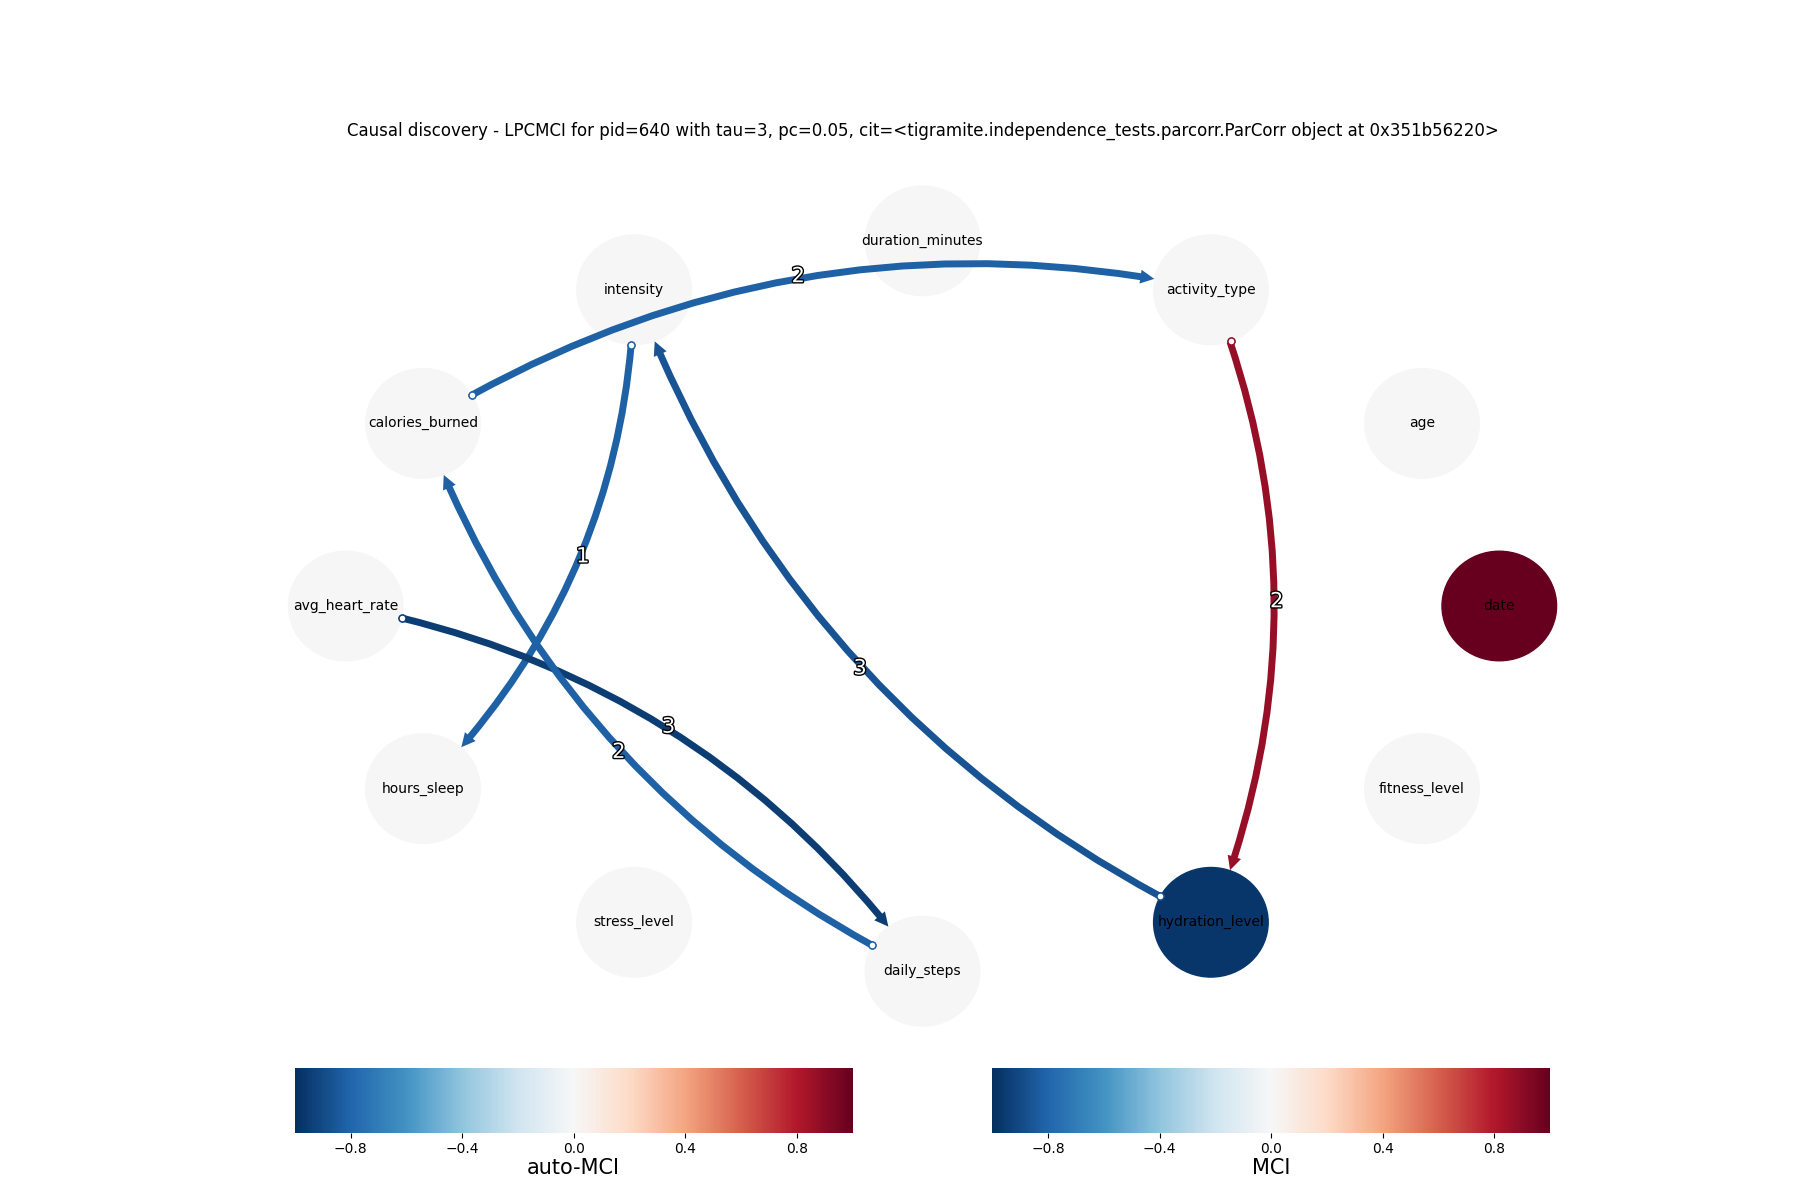 Causal discovery - LPCMCI for pid=640 with tau=3, pc=0.05, cit=<tigramite.independence_tests.parcorr.ParCorr object at 0x351b56220>
duration_minutes
intensity
activity_type
2
calories_burned
age
1
avg_heart_rate
date
2
3
3
2
hours_sleep
fitness_level
stress_level
hydration_level
daily_steps
−0.8 −0.4 0.0 0.4 0.8
auto-MCI
−0.8 −0.4 0.0 0.4 0.8
MCI